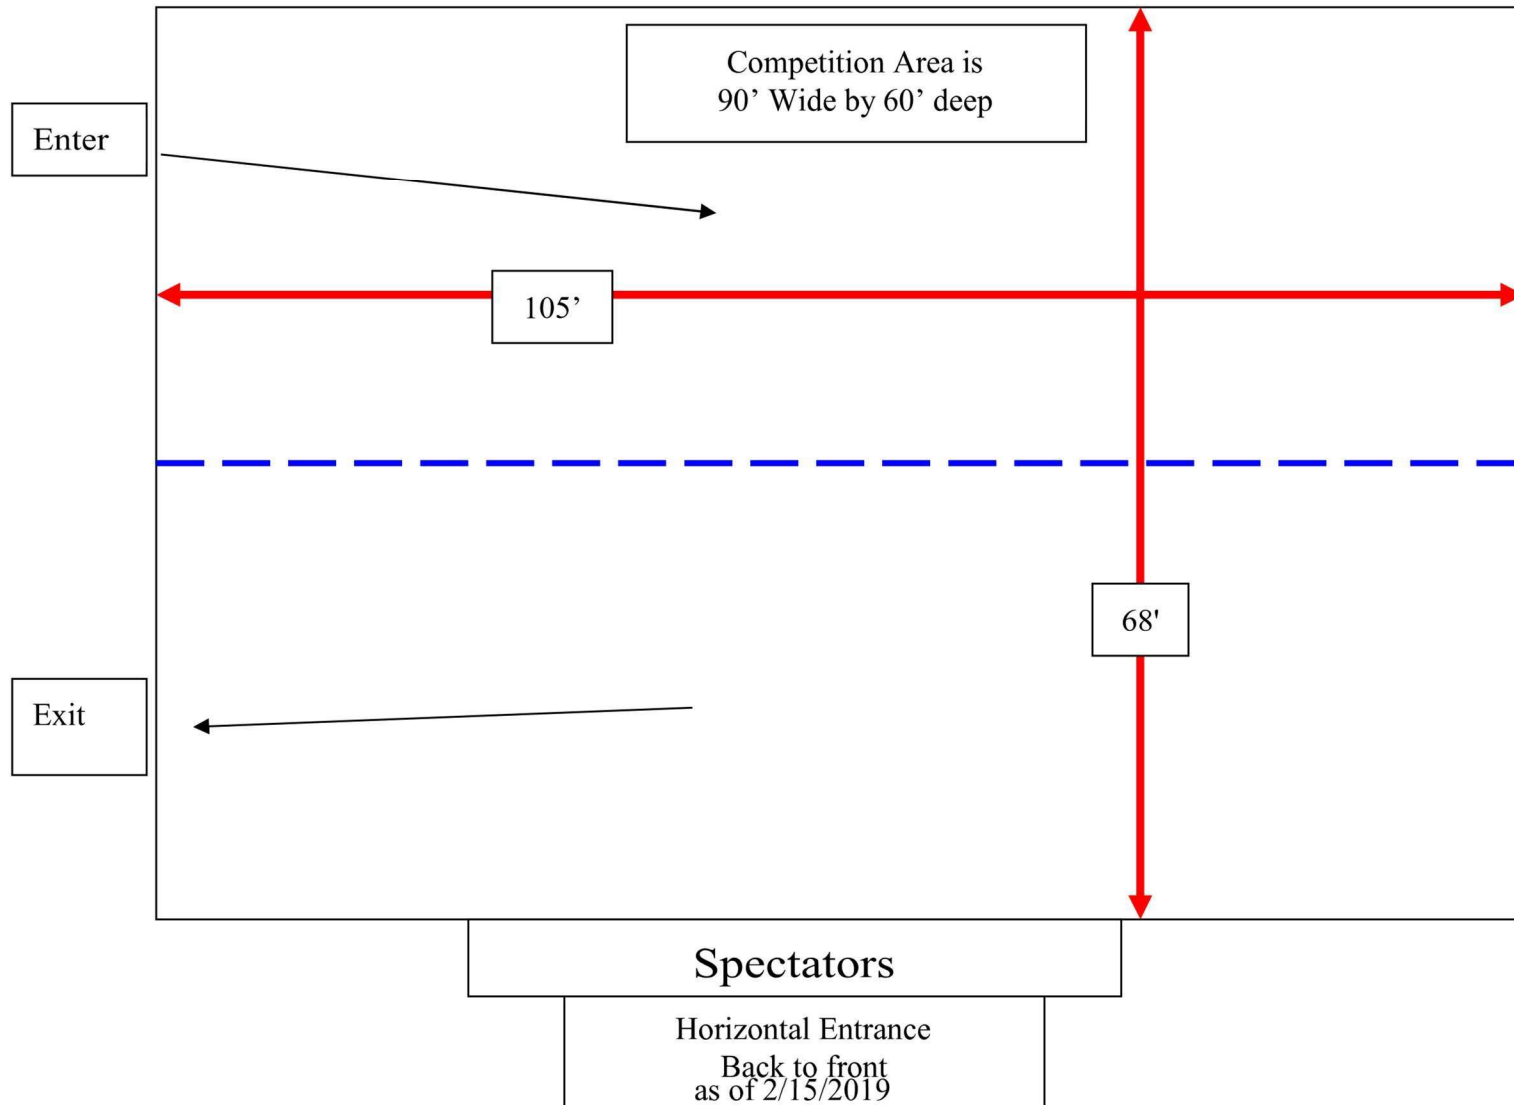 Competition Area is
90’ Wide by 60’ deep
Enter
105’
68'
Exit
Spectators
Horizontal Entrance
Back to front
as of 2/15/2019